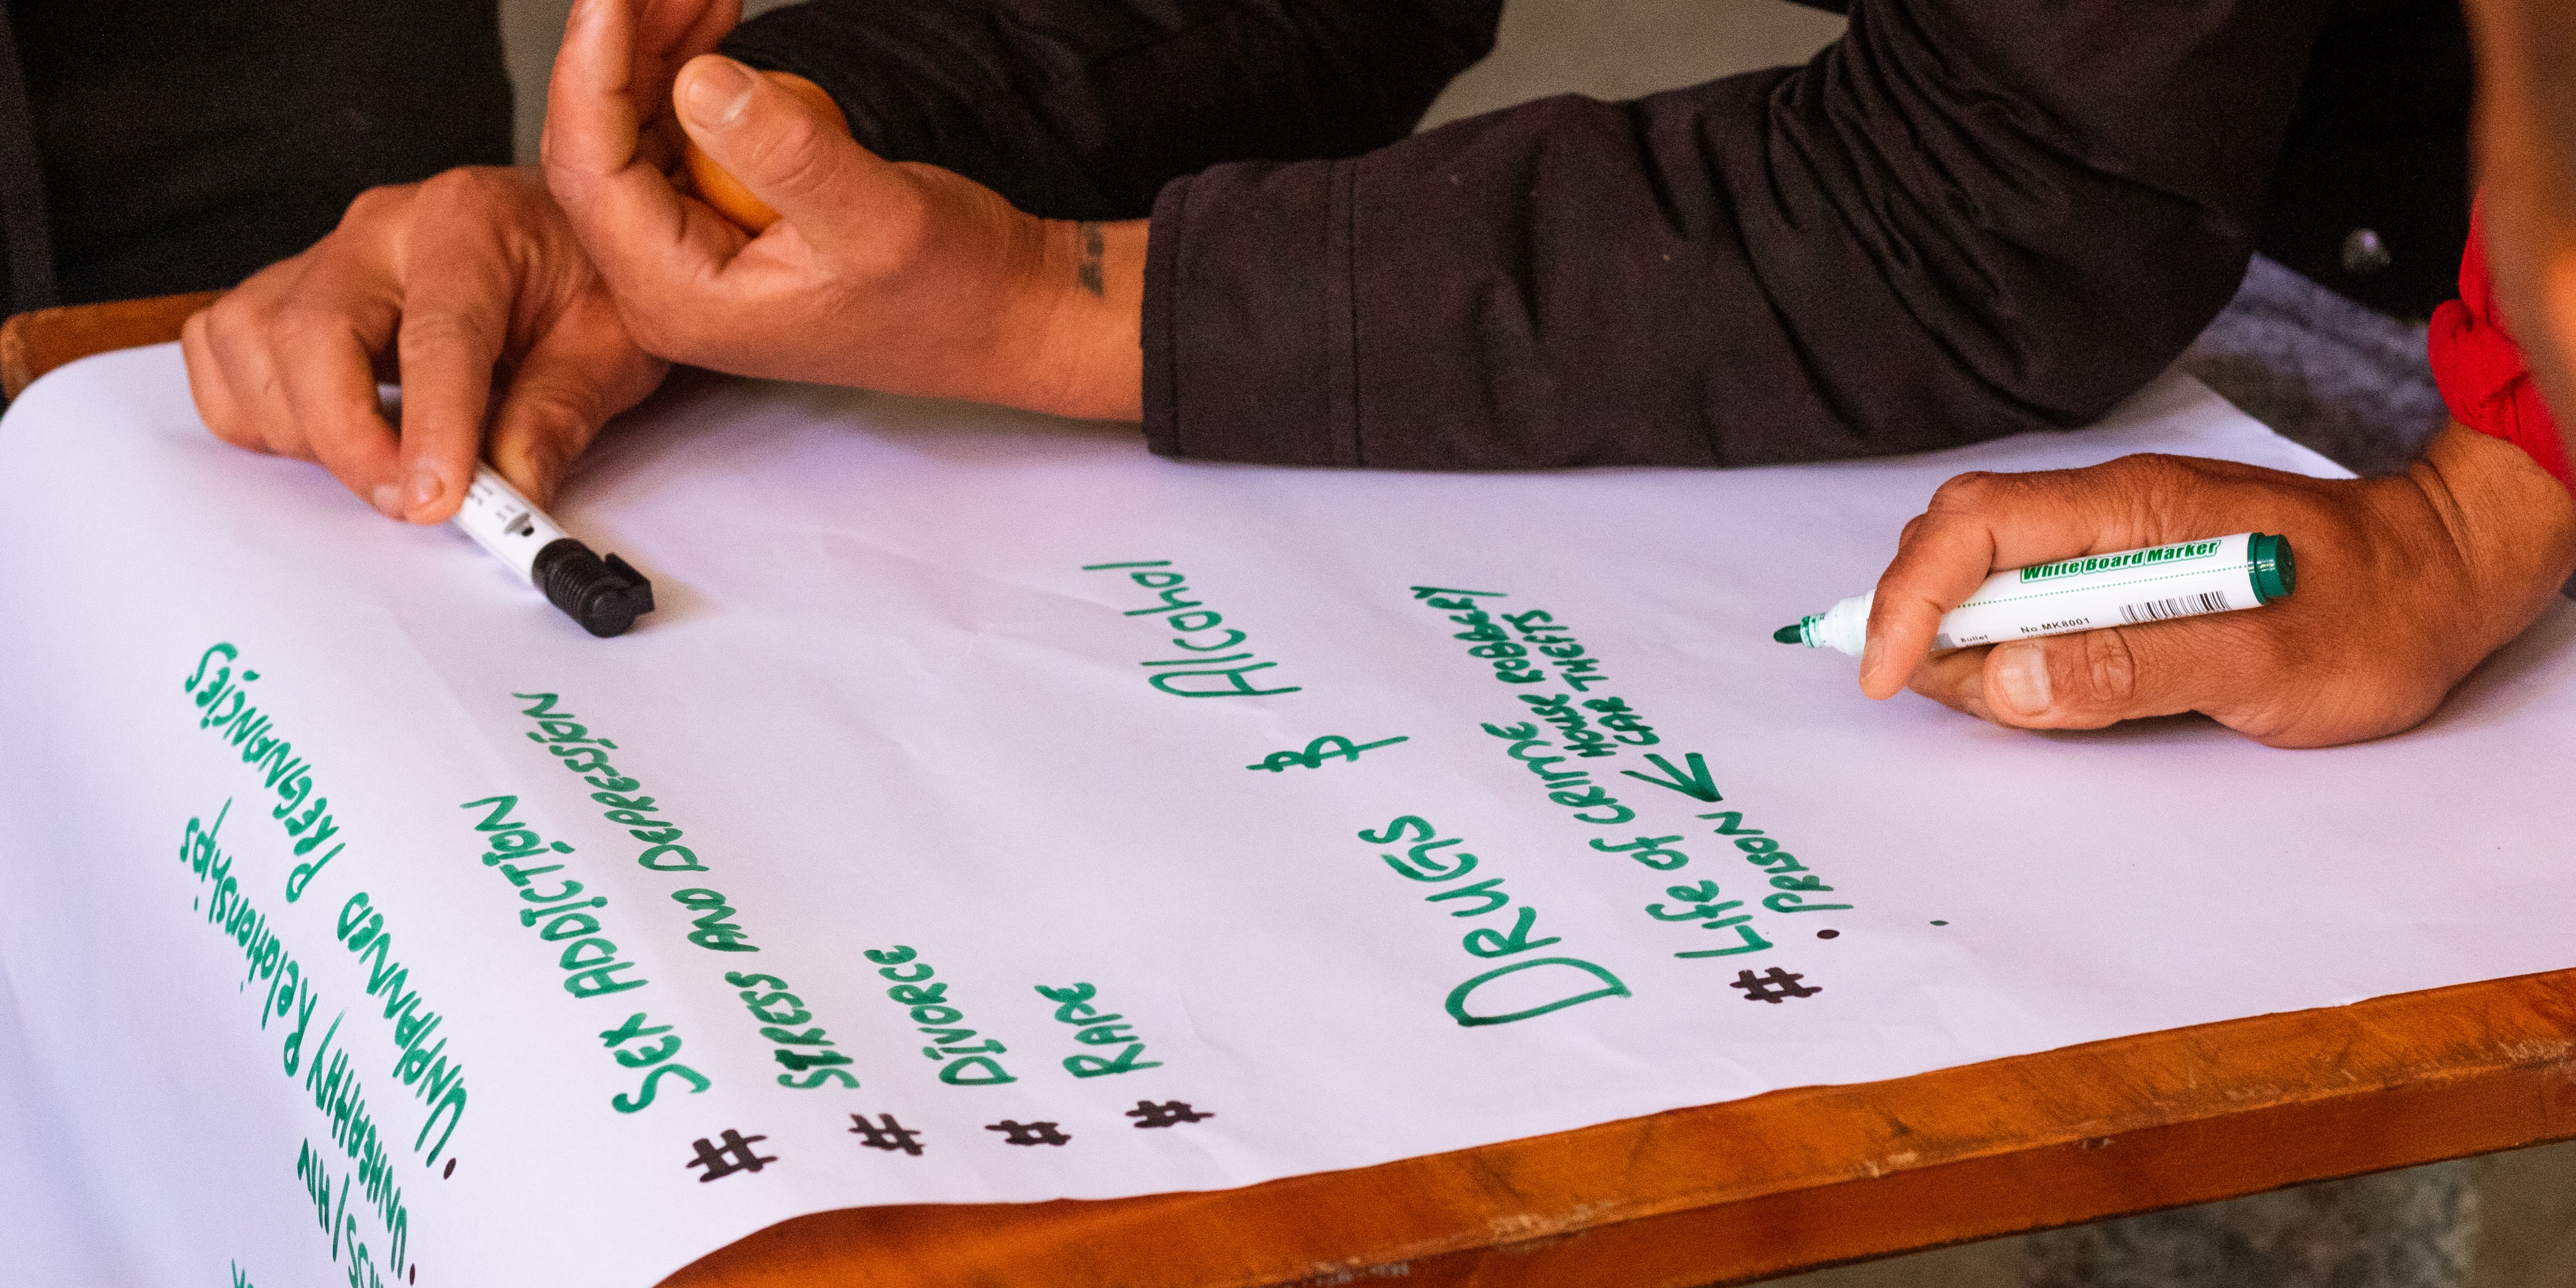 /HIV
• UNHEALTHY Relationships
• UNPLANNED PREGNANCIES
# SEX ADDICTION
# STRESS AND DEPRESSION
# DIVORCE
# RAPE
DRUGS & Alcohol
# Life of CRIME
HOUSE ROBBERY
• PRISON ← CAR THEFTS
White Board Marker
Bullet No.MK8001